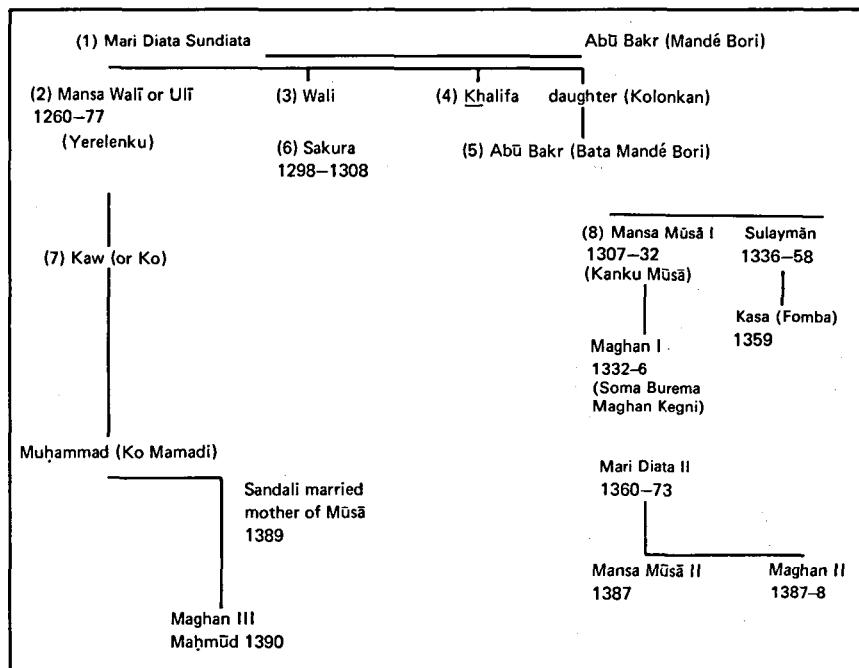 (1) Mari Diata Sundiata
Abū Bakr (Mandé Bori)
(2) Mansa Walī or Ulī
1260–77
(Yerelenku)
(3) Wali
(4) Khalifa
daughter (Kolonkan)
(6) Sakura
1298–1308
(5) Abū Bakr (Bata Mandé Bori)
(7) Kaw (or Ko)
(8) Mansa Mūsā I
1307–32
(Kanku Mūsā)
Sulaymān
1336–58
Kasa (Fomba)
1359
Maghan I
1332-6
(Soma Burema
Maghan Kegni)
Muḥammad (Ko Mamadi)
Sandali married
mother of Mūsā
1389
Mari Diata II
1360–73
Mansa Mūsā II
1387
Maghan II
1387–8
Maghan III
Maḥmūd 1390